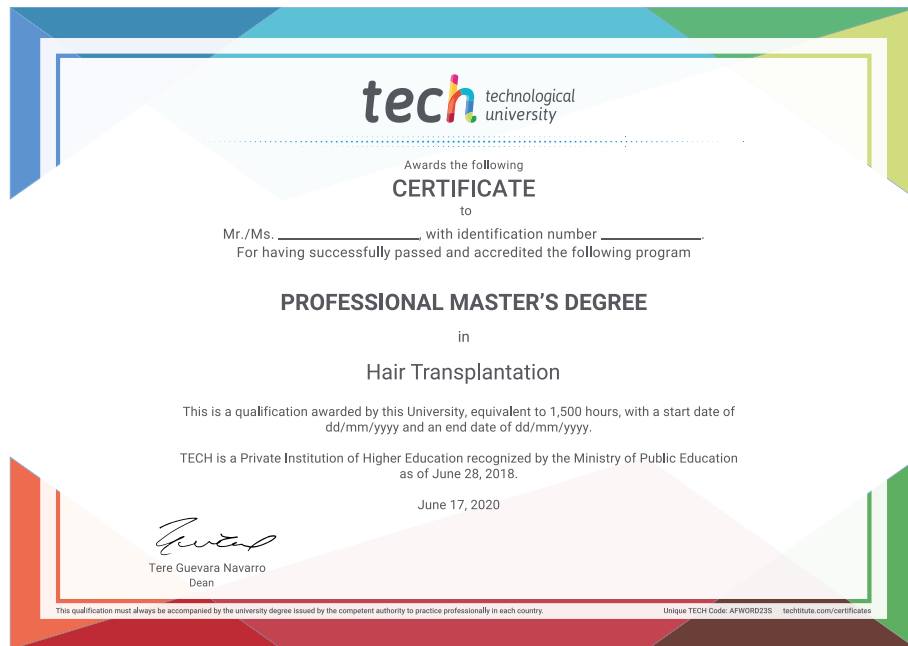 tech technological
university
Awards the following
CERTIFICATE
to
Mr./Ms. ____________, with identification number ____________.
For having successfully passed and accredited the following program
PROFESSIONAL MASTER'S DEGREE
in
Hair Transplantation
This is a qualification awarded by this University, equivalent to 1,500 hours, with a start date of
dd/mm/yyyy and an end date of dd/mm/yyyy.
TECH is a Private Institution of Higher Education recognized by the Ministry of Public Education
as of June 28, 2018.
June 17, 2020
Tere Guevara Navarro
Dean
This qualification must always be accompanied by the university degree issued by the competent authority to practice professionally in each country. Unique TECH Code: AFWORD23S techtitute.com/certificates